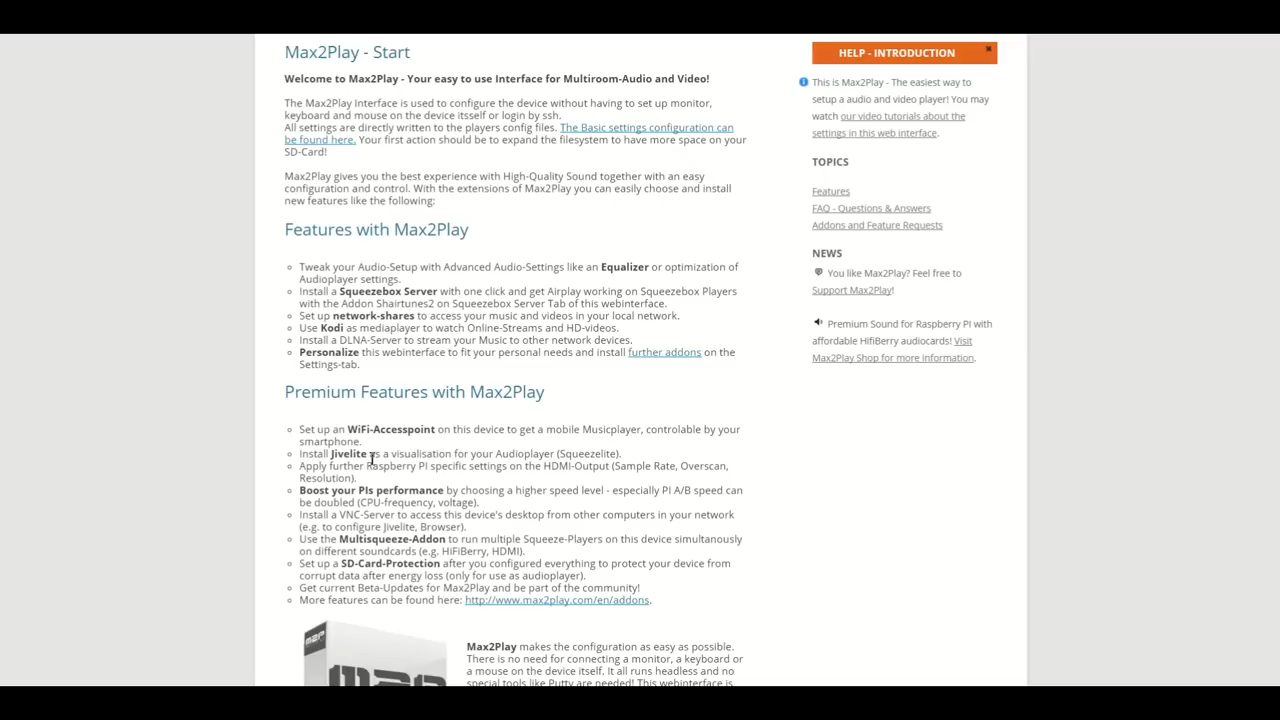 Max2Play - Start
Welcome to Max2Play - Your easy to use Interface for Multiroom-Audio and Video!
The Max2Play Interface is used to configure the device without having to set up monitor,
keyboard and mouse on the device itsself or login by ssh.
All settings are directly written to the players config files. The Basic settings configuration can
be found here. Your first action should be to expand the filesystem to have more space on your
SD-Card!
Max2Play gives you the best experience with High-Quality Sound together with an easy
configuration and control. With the extensions of Max2Play you can easily choose and install
new features like the following:
Features with Max2Play
Tweak your Audio-Setup with Advanced Audio-Settings like an Equalizer or optimization of
Audioplayer settings.
Install a Squeezebox Server with one click and get Airplay working on Squeezebox Players
with the Addon Shairtunes2 on Squeezebox Server Tab of this webinterface.
Set up network-shares to access your music and videos in your local network.
Use Kodi as mediaplayer to watch Online-Streams and HD-videos.
Install a DLNA-Server to stream your Music to other network devices.
Personalize this webinterface to fit your personal needs and install further addons on the
Settings-tab.
Premium Features with Max2Play
Set up an WiFi-Accesspoint on this device to get a mobile Musicplayer, controlable by your
smartphone.
Install Jivelite as a visualisation for your Audioplayer (Squeezelite).
Apply further Raspberry PI specific settings on the HDMI-Output (Sample Rate, Overscan,
Resolution).
Boost your PIs performance by choosing a higher speed level - especially PI A/B speed can
be doubled (CPU-frequency, voltage).
Install a VNC-Server to access this device's desktop from other computers in your network
(e.g. to configure Jivelite, Browser).
Use the Multisqueeze-Addon to run multiple Squeeze-Players on this device simultanously
on different soundcards (e.g. HiFiBerry, HDMI).
Set up a SD-Card-Protection after you configured everything to protect your device from
corrupt data after energy loss (only for use as audioplayer).
Get current Beta-Updates for Max2Play and be part of the community!
More features can be found here: http://www.max2play.com/en/addons.
M2P
M2P
Max2Play makes the configuration as easy as possible.
There is no need for connecting a monitor, a keyboard or
a mouse on the device itself. It all runs headless and no
special tools like Putty are needed! This webinterface is
HELP - INTRODUCTION
This is Max2Play - The easiest way to
setup a audio and video player! You may
watch our video tutorials about the
settings in this web interface.
TOPICS
Features
FAQ - Questions & Answers
Addons and Feature Requests
NEWS
You like Max2Play? Feel free to
Support Max2Play!
Premium Sound for Raspberry PI with
affordable HifiBerry audiocards! Visit
Max2Play Shop for more information.